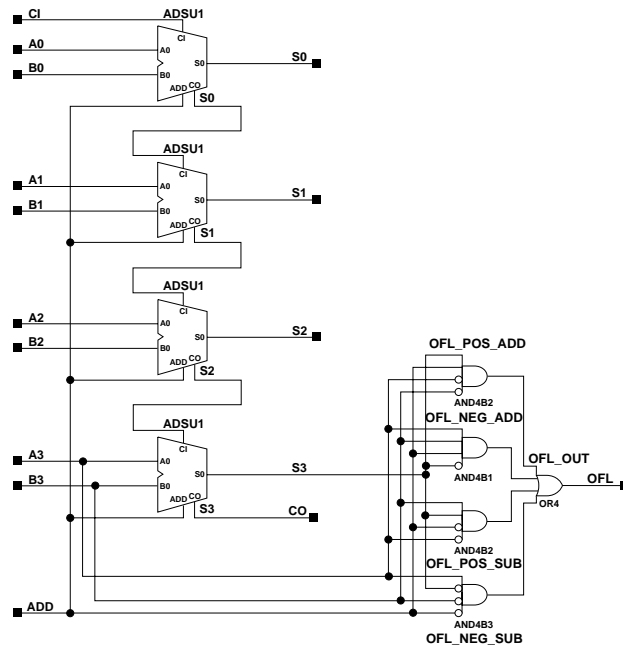 CI
ADSU1
A0
B0
CI
A0
S0
B0
ADD
CO
S0
S0
ADSU1
A1
B1
CI
A0
S0
B0
ADD
CO
S1
S1
ADSU1
A2
B2
CI
A0
S0
B0
ADD
CO
S2
S2
ADSU1
A3
B3
CI
A0
S0
B0
ADD
CO
S3
S3
CO
ADD
OFL_POS_ADD
AND4B2
OFL_NEG_ADD
AND4B1
OFL_OUT
OFL
OR4
AND4B2
OFL_POS_SUB
AND4B3
OFL_NEG_SUB